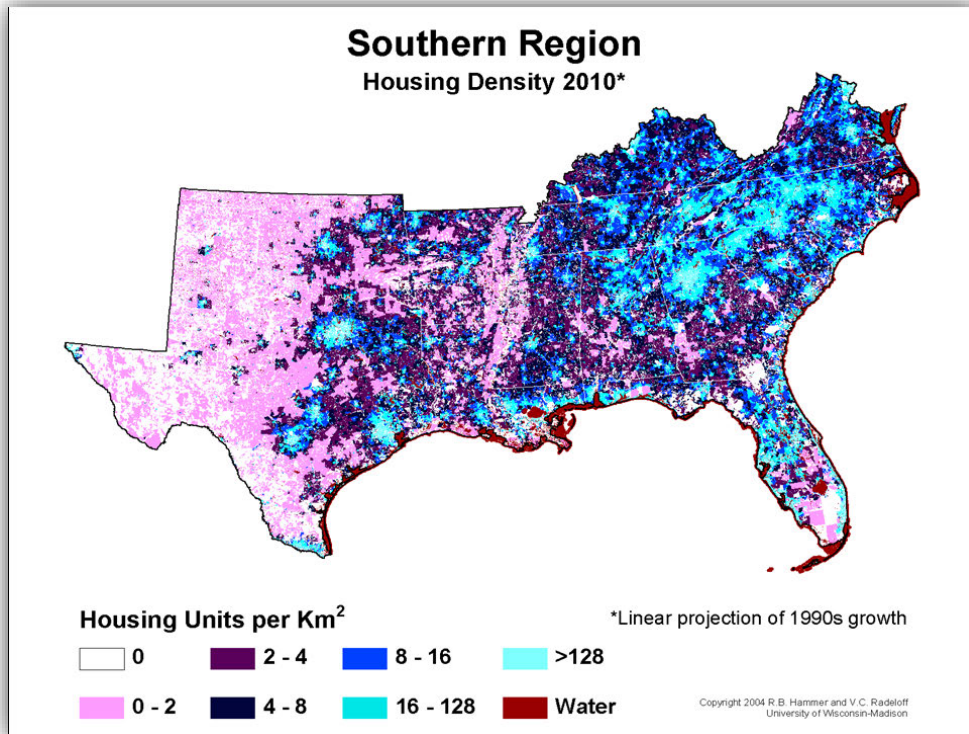 Southern Region
Housing Density 2010*
Housing Units per Km²
*Linear projection of 1990s growth
0
2 - 4
8 - 16
>128
0 - 2
4 - 8
16 - 128
Water
Copyright 2004 R.B. Hammer and V.C. Radeloff
University of Wisconsin-Madison